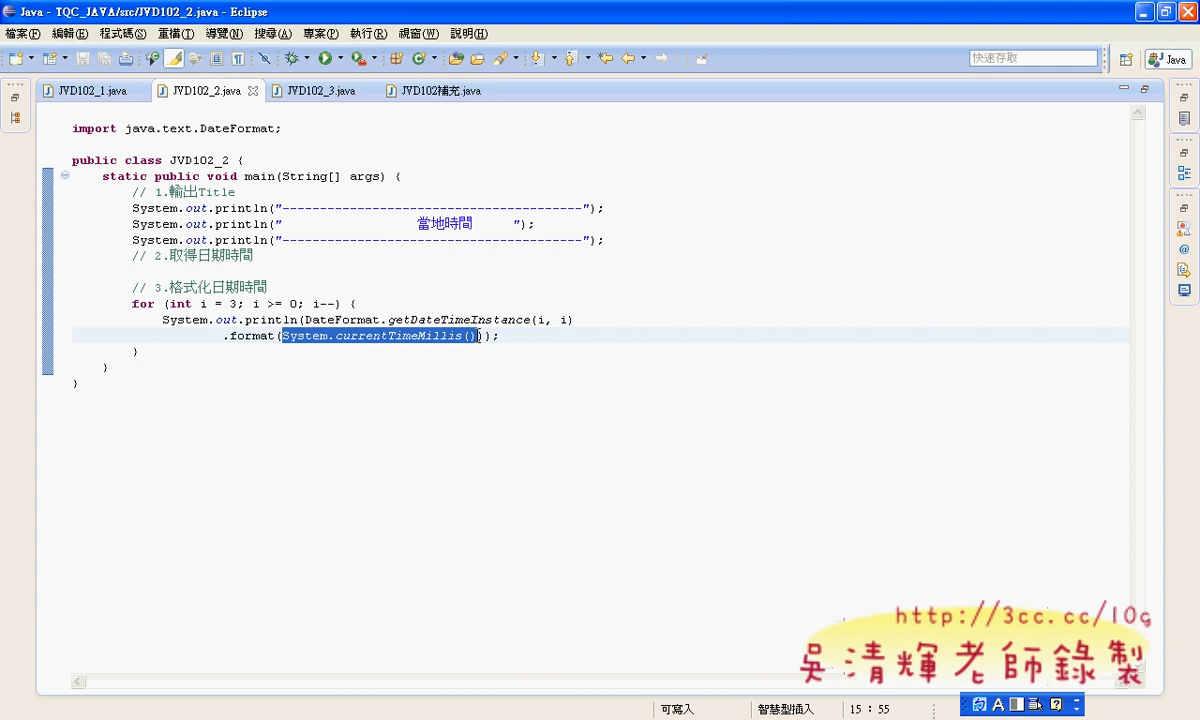 Java - TQC_JAVA/src/JVD102_2.java - Eclipse
檔案(F) 編輯(E) 程式碼(S) 重構(T) 導覽(N) 搜尋(A) 專案(P) 執行(R) 視窗(W) 說明(H)
快速存取 Java
JVD102_1.java JVD102_2.java JVD102_3.java JVD102補充.java
import java.text.DateFormat;
public class JVD102_2 {
static public void main(String[] args) {
// 1.輸出Title
System.out.println("----------------------------------------");
System.out.println("                  當地時間      ");
System.out.println("----------------------------------------");
// 2.取得日期時間
// 3.格式化日期時間
for (int i = 3; i >= 0; i--) {
System.out.println(DateFormat.getDateTimeInstance(i, i)
.format(System.currentTimeMillis()));
}
}
}
http://3cc.cc/10g
吳清輝老師錄製
可寫入 智慧型插入 15 : 55